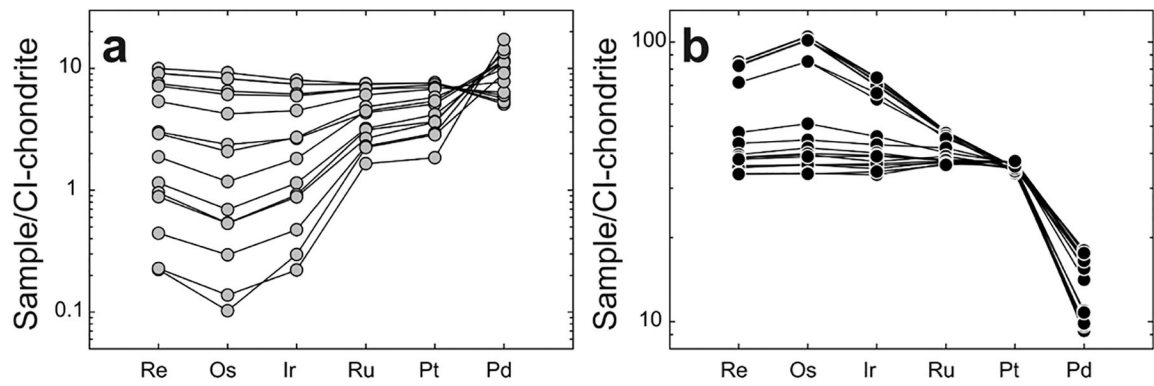 a
Sample/CI-chondrite
10
1
0.1
Re Os Ir Ru Pt Pd
b
Sample/CI-chondrite
100
10
Re Os Ir Ru Pt Pd